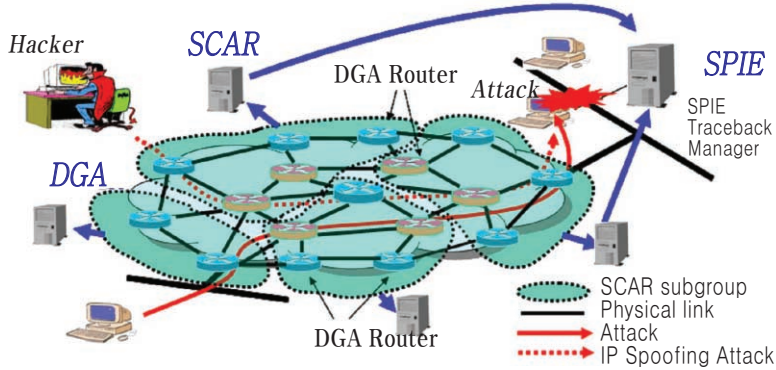 Hacker
SCAR
DGA Router
Attack
SPIE
SPIE
Traceback
Manager
DGA
DGA Router
SCAR subgroup
Physical link
Attack
IP Spoofing Attack